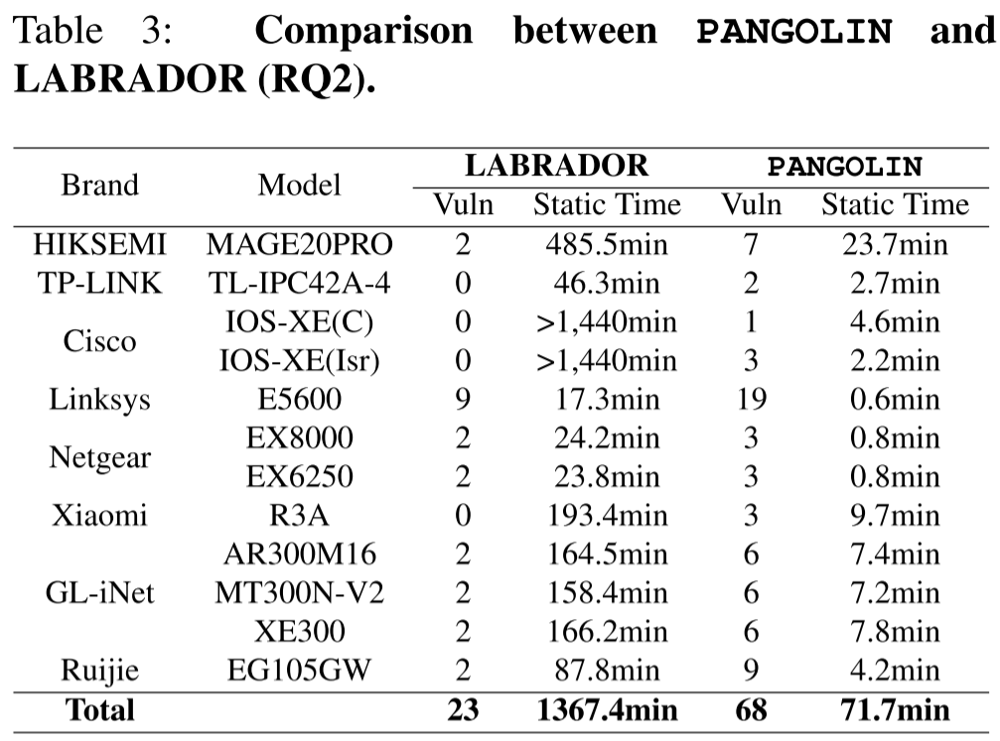 Table 3: Comparison between PANGOLIN and
LABRADOR (RQ2).
Brand Model LABRADOR PANGOLIN
Vuln Static Time Vuln Static Time
HIKSEMI MAGE20PRO 2 485.5min 7 23.7min
TP-LINK TL-IPC42A-4 0 46.3min 2 2.7min
Cisco IOS-XE(C) 0 >1,440min 1 4.6min
IOS-XE(Isr) 0 >1,440min 3 2.2min
Linksys E5600 9 17.3min 19 0.6min
Netgear EX8000 2 24.2min 3 0.8min
EX6250 2 23.8min 3 0.8min
Xiaomi R3A 0 193.4min 3 9.7min
AR300M16 2 164.5min 6 7.4min
GL-iNet MT300N-V2 2 158.4min 6 7.2min
XE300 2 166.2min 6 7.8min
Ruijie EG105GW 2 87.8min 9 4.2min
Total 23 1367.4min 68 71.7min